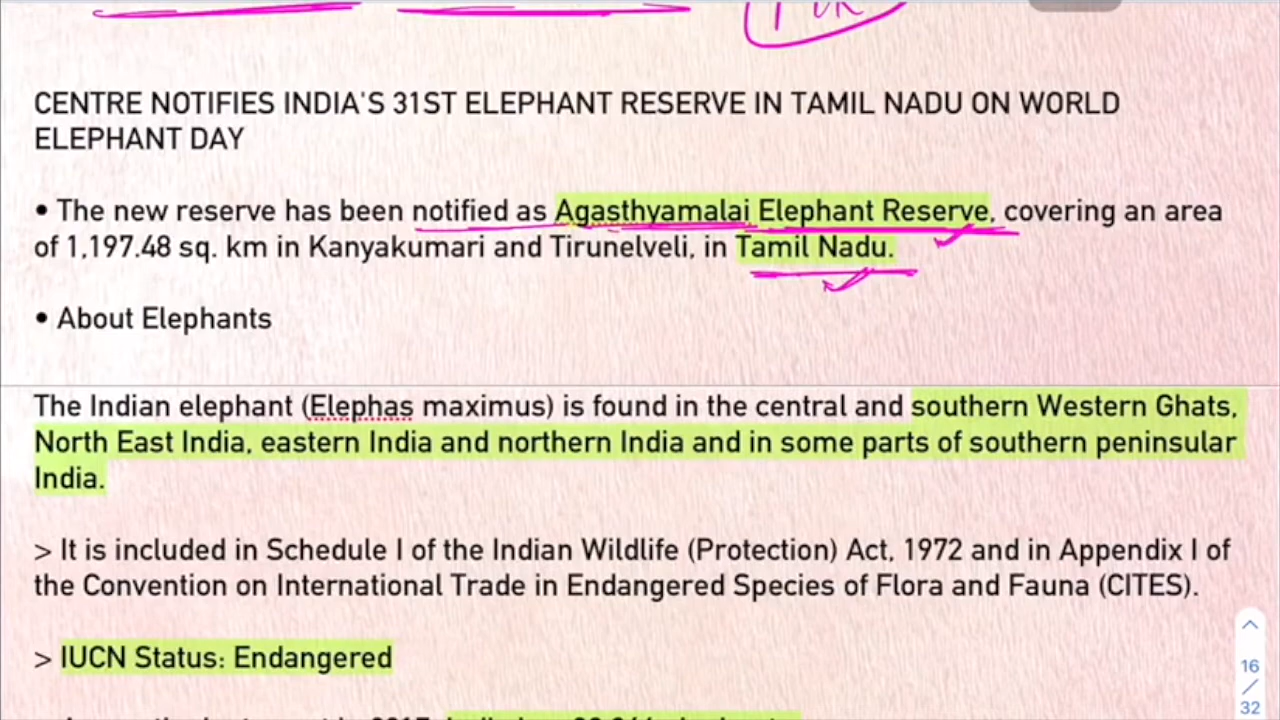 CENTRE NOTIFIES INDIA'S 31ST ELEPHANT RESERVE IN TAMIL NADU ON WORLD
ELEPHANT DAY
• The new reserve has been notified as Agasthyamalai Elephant Reserve, covering an area
of 1,197.48 sq. km in Kanyakumari and Tirunelveli, in Tamil Nadu.
• About Elephants
The Indian elephant (Elephas maximus) is found in the central and southern Western Ghats,
North East India, eastern India and northern India and in some parts of southern peninsular
India.
> It is included in Schedule I of the Indian Wildlife (Protection) Act, 1972 and in Appendix I of
the Convention on International Trade in Endangered Species of Flora and Fauna (CITES).
> IUCN Status: Endangered
16
/
32